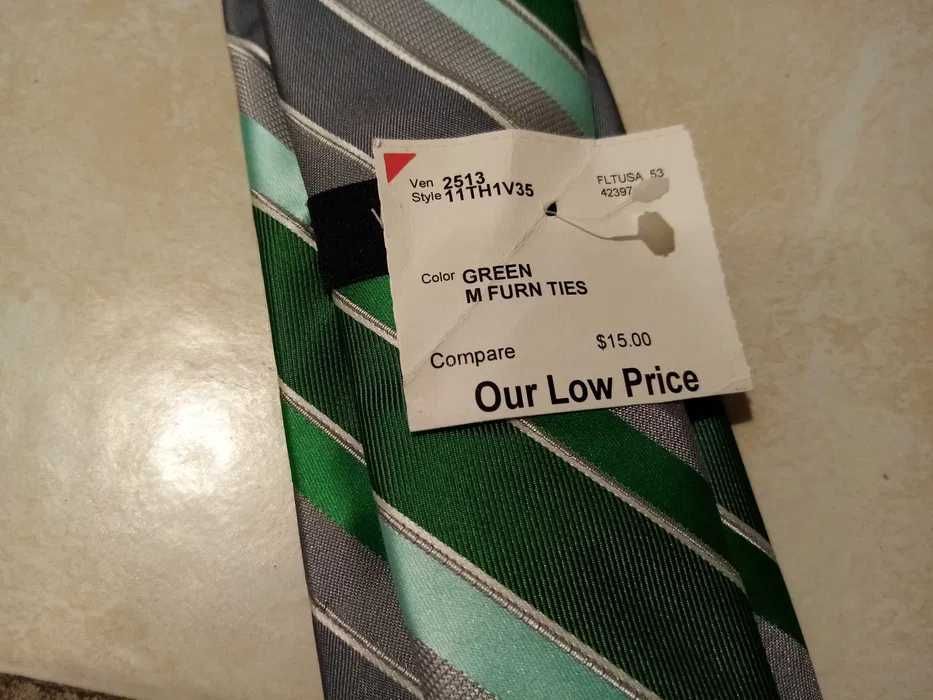 Ven 2513
Style 11TH1V35
FLTUSA 53
42397
Color GREEN
M FURN TIES
Compare $15.00
Our Low Price